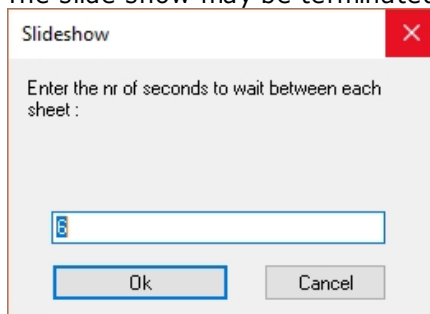 The Slide Show may be terminated
Slideshow
Enter the nr of seconds to wait between each
sheet :
6
Ok
Cancel